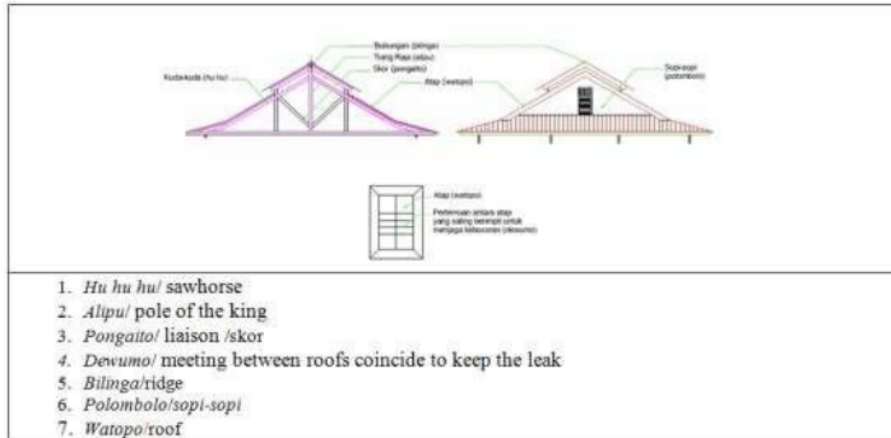 Bubungan (bilinga)
Tiang Raja (alipu)
Skor (pongaito)
Kuda-kuda (hu hu)
Atap (watopo)
Sopi-sopi
(polombolo)
Atap (watopo)
Pertemuan antara atap
yang saling berimpit untuk
menjaga kebocoran (dewumo)
1. Hu hu hu/ sawhorse
2. Alipu/ pole of the king
3. Pongaito/ liaison /skor
4. Dewumo/ meeting between roofs coincide to keep the leak
5. Bilinga/ridge
6. Polombolo/sopi-sopi
7. Watopo/roof